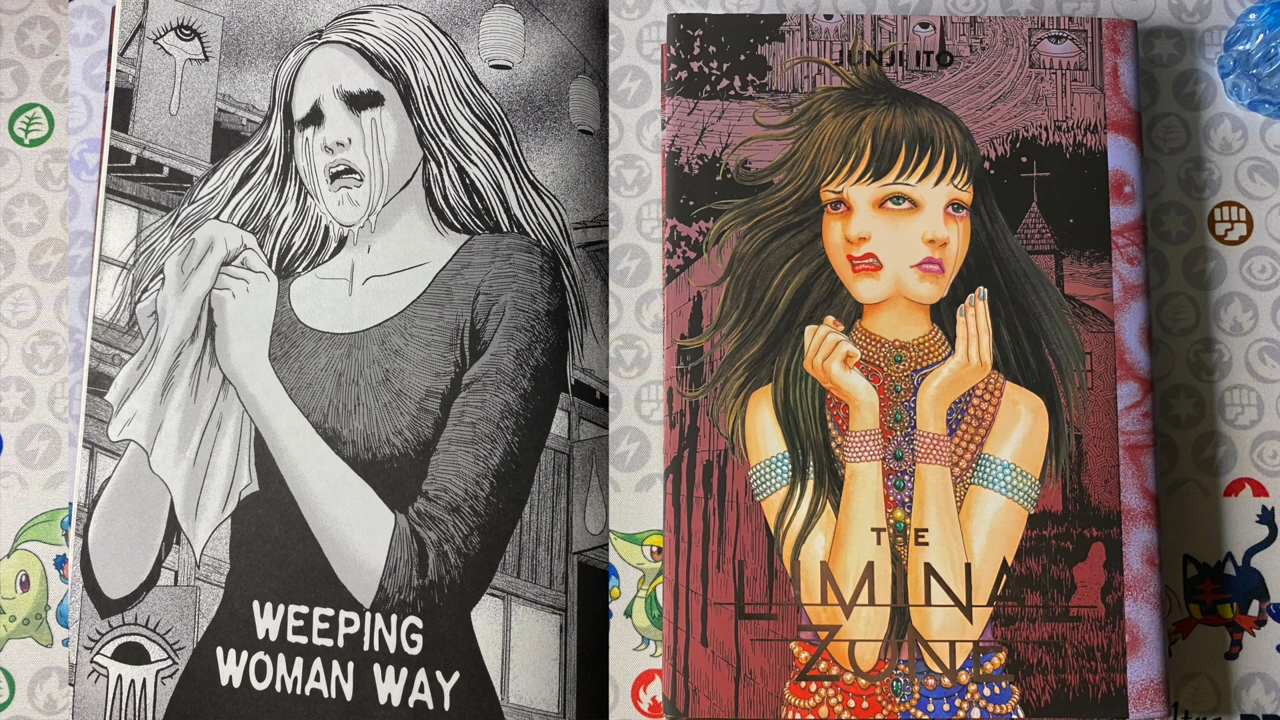 WEEPING
WOMAN WAY
JUNJI ITO
THE
LIMINAL
ZONE